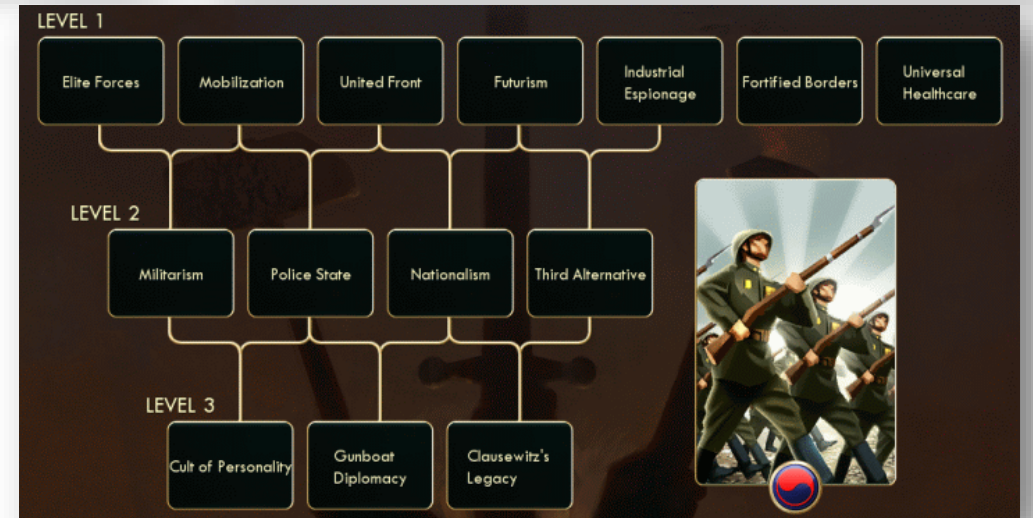 LEVEL 1
Elite Forces
Mobilization
United Front
Futurism
Industrial
Espionage
Fortified Borders
Universal
Healthcare
LEVEL 2
Militarism
Police State
Nationalism
Third Alternative
LEVEL 3
Cult of Personality
Gunboat
Diplomacy
Clausewitz's
Legacy